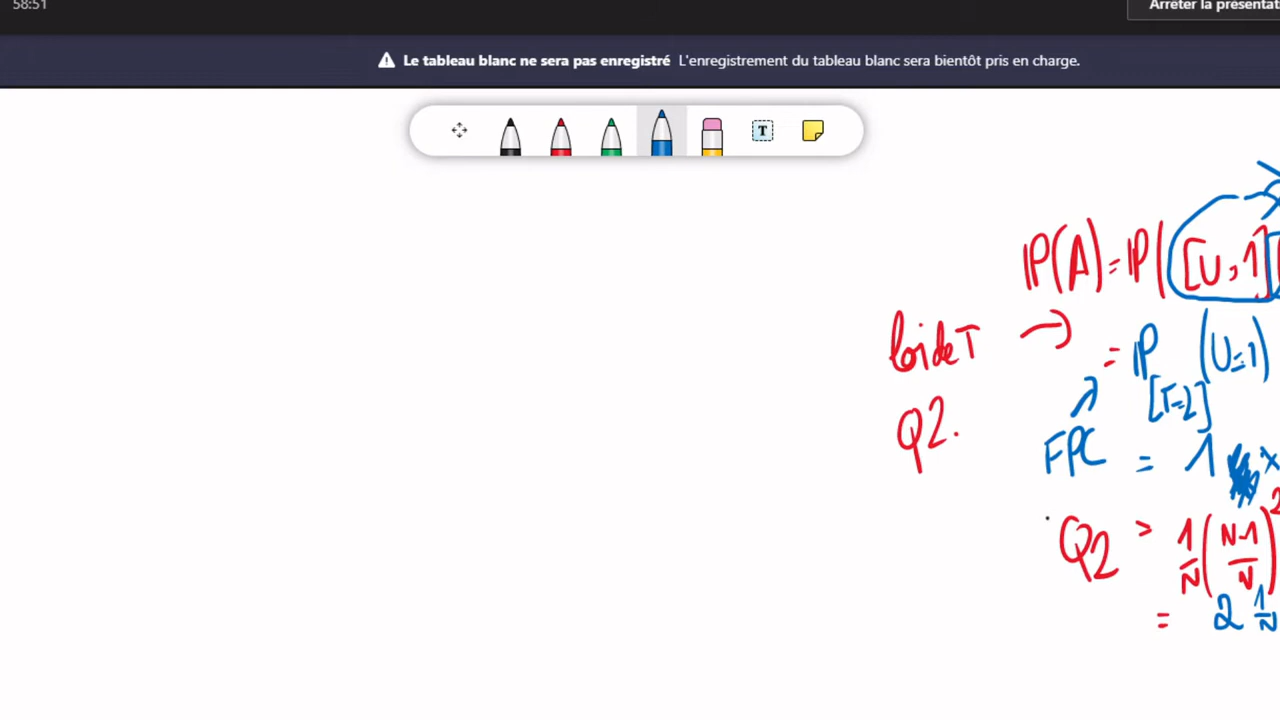 58:51
Arrêter la présentat
Le tableau blanc ne sera pas enregistré L'enregistrement du tableau blanc sera bientôt pris en charge.
T
P(A) = P( [U=1]
loi de T → = P (U=1)
[T=2]
Q2.
FPC = 1 ×
Q2 > 1/N (N-1/N)^2
= 2 1/N